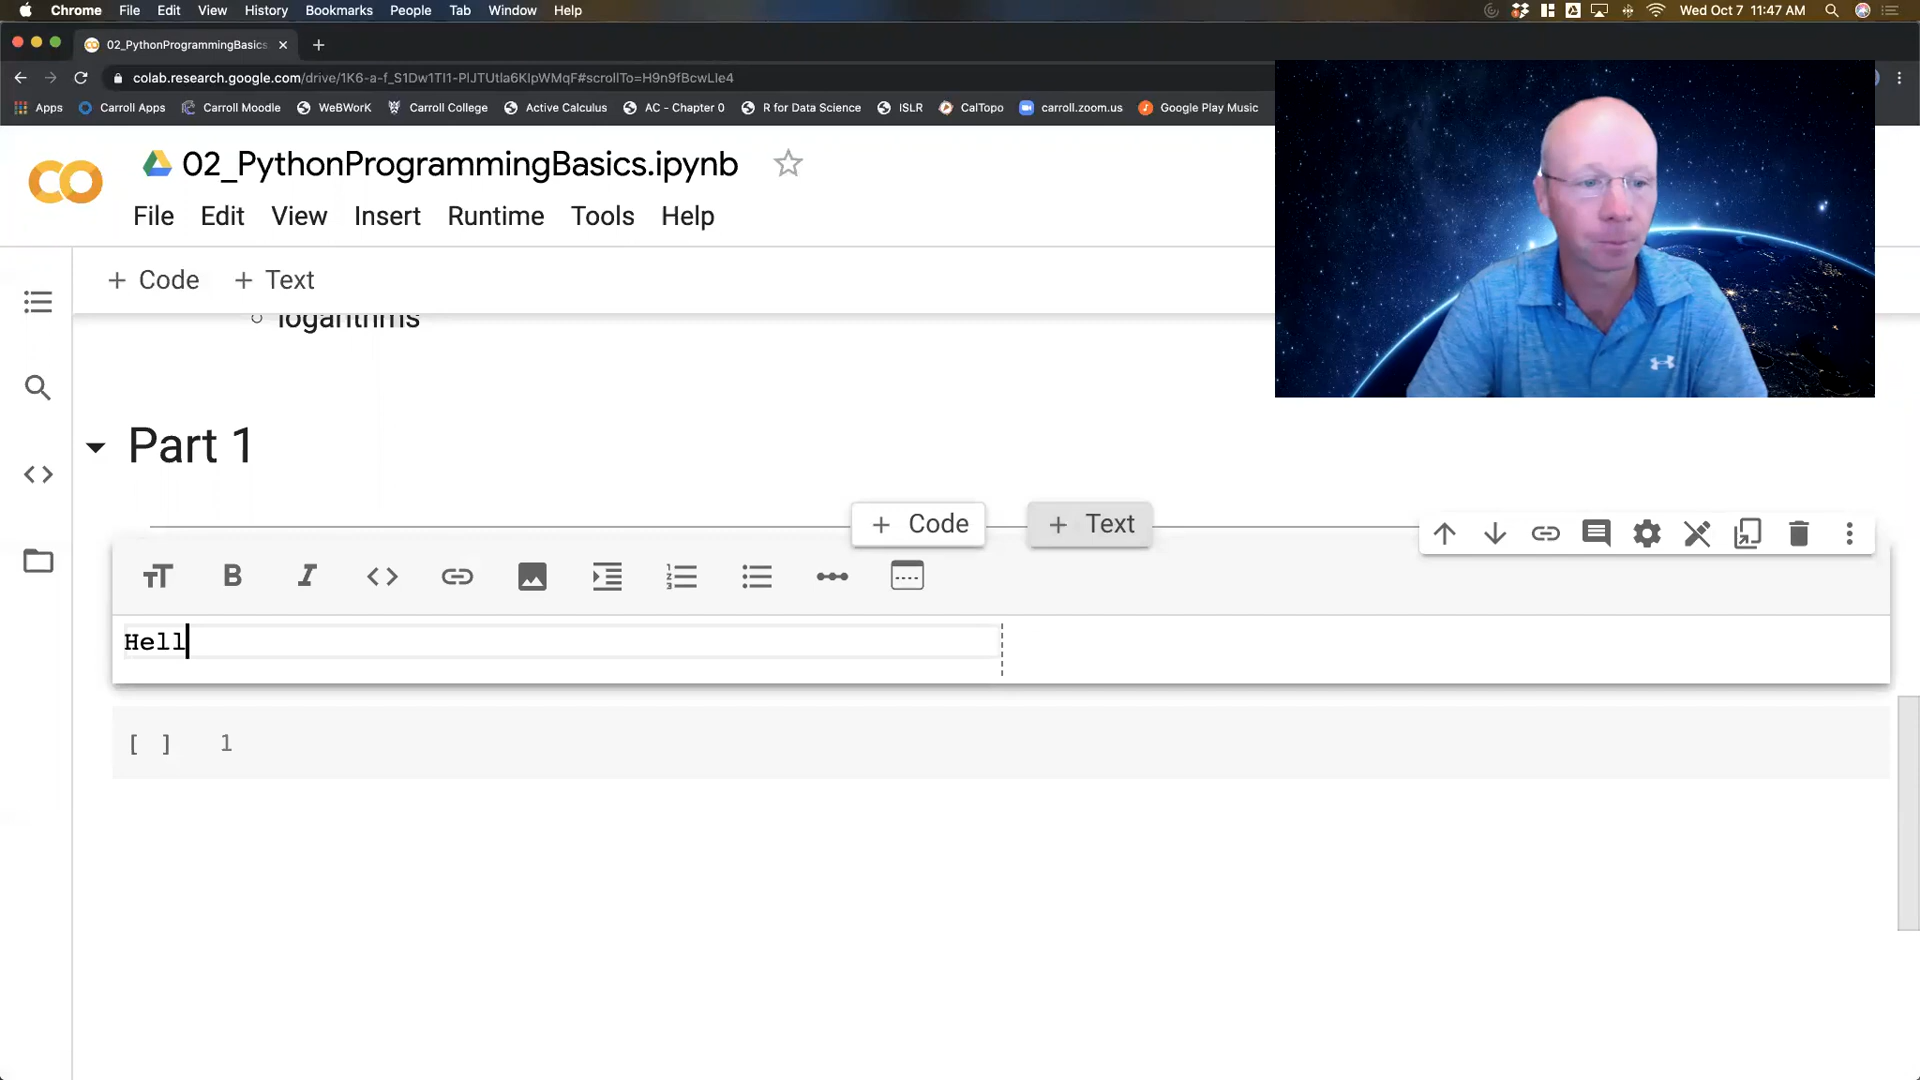 Chrome File Edit View History Bookmarks People Tab Window Help Wed Oct 7 11:47 AM
02_PythonProgrammingBasics
colab.research.google.com/drive/1K6-a-f_S1Dw1TI1-PIJTUtla6KlpWMqF#scrollTo=H9n9fBcwLle4
Apps Carroll Apps Carroll Moodle WeBWorK Carroll College Active Calculus AC - Chapter 0 R for Data Science ISLR CalTopo carroll.zoom.us Google Play Music
02_PythonProgrammingBasics.ipynb
File Edit View Insert Runtime Tools Help
+ Code + Text
logarithms
Part 1
+ Code + Text
Hell
[ ] 1